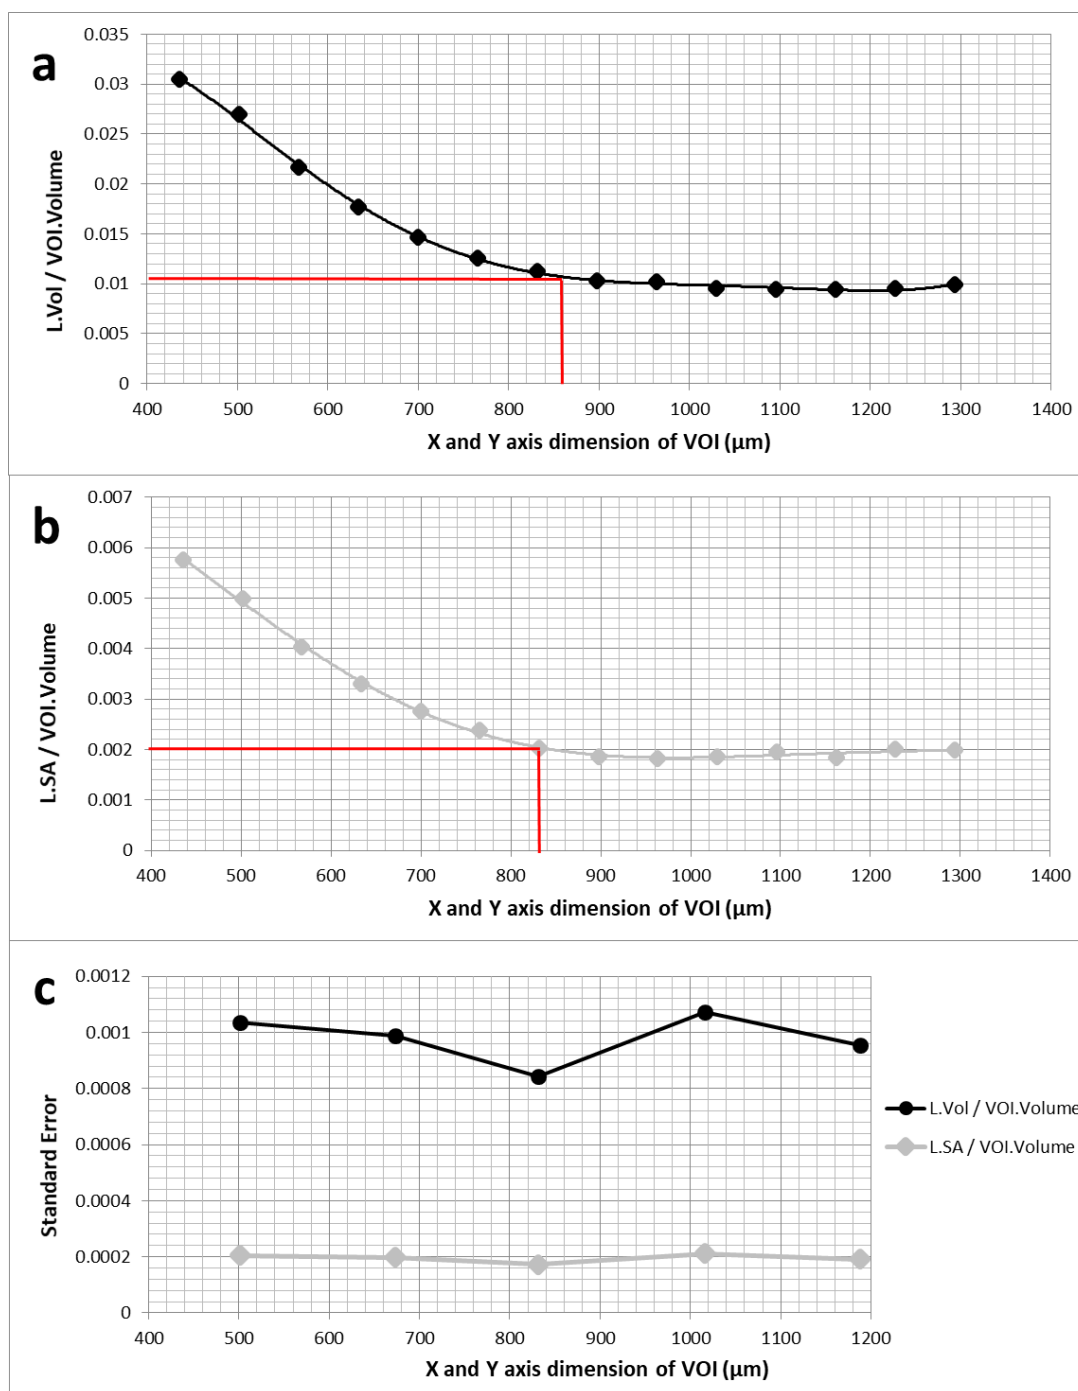 a
L.Vol / VOI.Volume
0.035
0.03
0.025
0.02
0.015
0.01
0.005
0
400 500 600 700 800 900 1000 1100 1200 1300 1400
X and Y axis dimension of VOI (µm)
b
L.SA / VOI.Volume
0.007
0.006
0.005
0.004
0.003
0.002
0.001
0
400 500 600 700 800 900 1000 1100 1200 1300 1400
X and Y axis dimension of VOI (µm)
c
Standard Error
0.0012
0.001
0.0008
0.0006
0.0004
0.0002
0
400 500 600 700 800 900 1000 1100 1200
X and Y axis dimension of VOI (µm)
L.Vol / VOI.Volume
L.SA / VOI.Volume